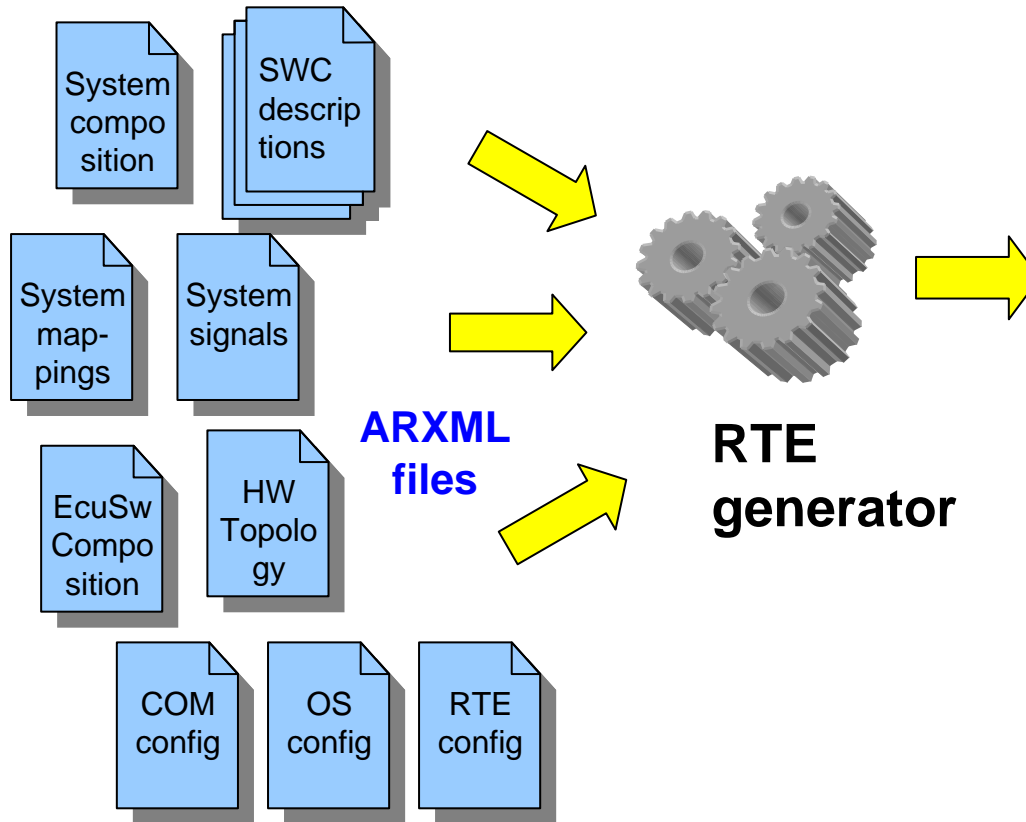 System
compo
sition
SWC
descrip
tions
System
map-
pings
System
signals
ARXML
files
RTE
generator
EcuSw
Compo
sition
HW
Topolo
gy
COM
config
OS
config
RTE
config